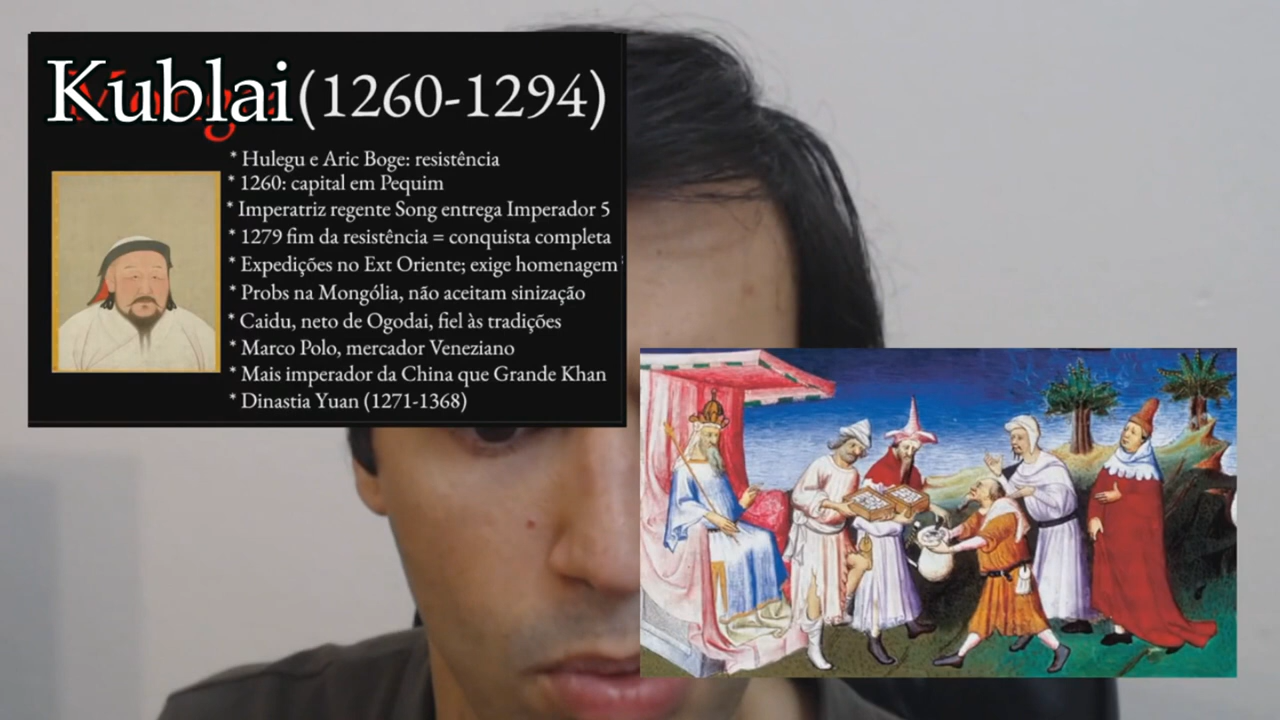 Kublai (1260-1294)
* Hulegu e Aric Boge: resistência
* 1260: capital em Pequim
* Imperatriz regente Song entrega Imperador 5
* 1279 fim da resistência = conquista completa
* Expedições no Ext Oriente; exige homenagem
* Probs na Mongólia, não aceitam sinização
* Caidu, neto de Ogodai, fiel às tradições
* Marco Polo, mercador Veneziano
* Mais imperador da China que Grande Khan
* Dinastia Yuan (1271-1368)